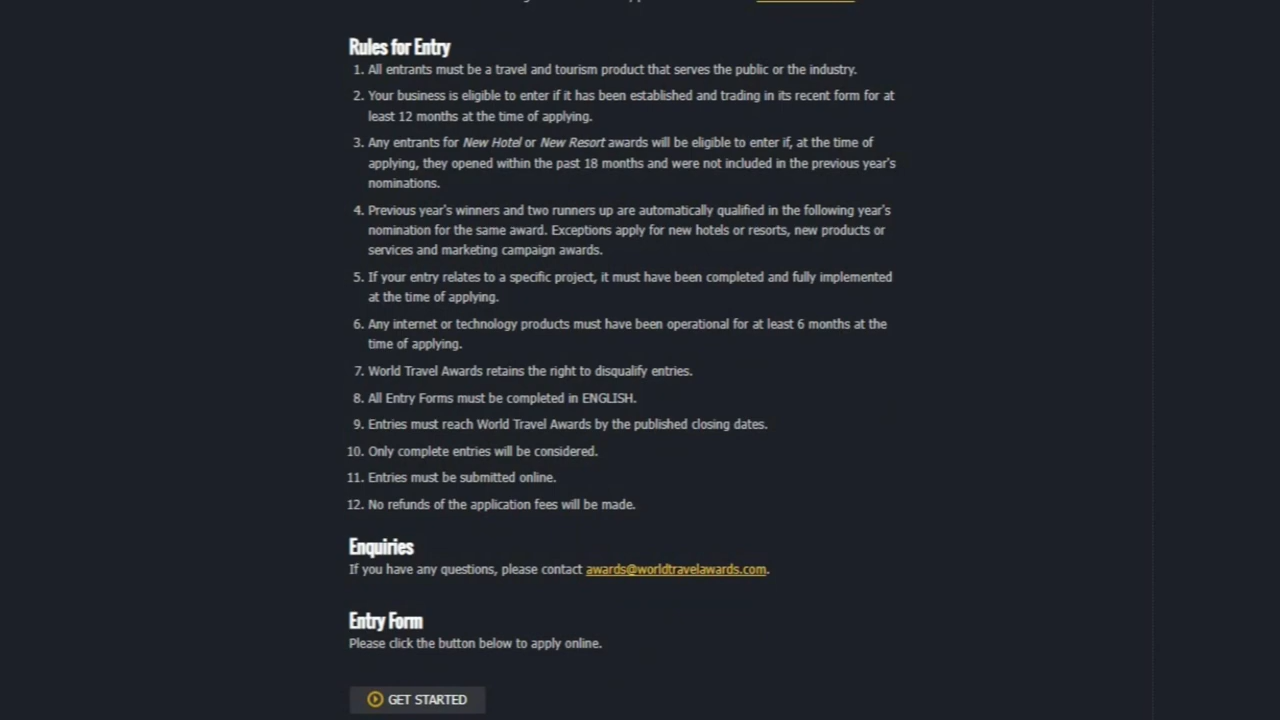 Rules for Entry
1. All entrants must be a travel and tourism product that serves the public or the industry.
2. Your business is eligible to enter if it has been established and trading in its recent form for at
least 12 months at the time of applying.
3. Any entrants for New Hotel or New Resort awards will be eligible to enter if, at the time of
applying, they opened within the past 18 months and were not included in the previous year's
nominations.
4. Previous year's winners and two runners up are automatically qualified in the following year's
nomination for the same award. Exceptions apply for new hotels or resorts, new products or
services and marketing campaign awards.
5. If your entry relates to a specific project, it must have been completed and fully implemented
at the time of applying.
6. Any internet or technology products must have been operational for at least 6 months at the
time of applying.
7. World Travel Awards retains the right to disqualify entries.
8. All Entry Forms must be completed in ENGLISH.
9. Entries must reach World Travel Awards by the published closing dates.
10. Only complete entries will be considered.
11. Entries must be submitted online.
12. No refunds of the application fees will be made.
Enquiries
If you have any questions, please contact awards@worldtravelawards.com.
Entry Form
Please click the button below to apply online.
GET STARTED